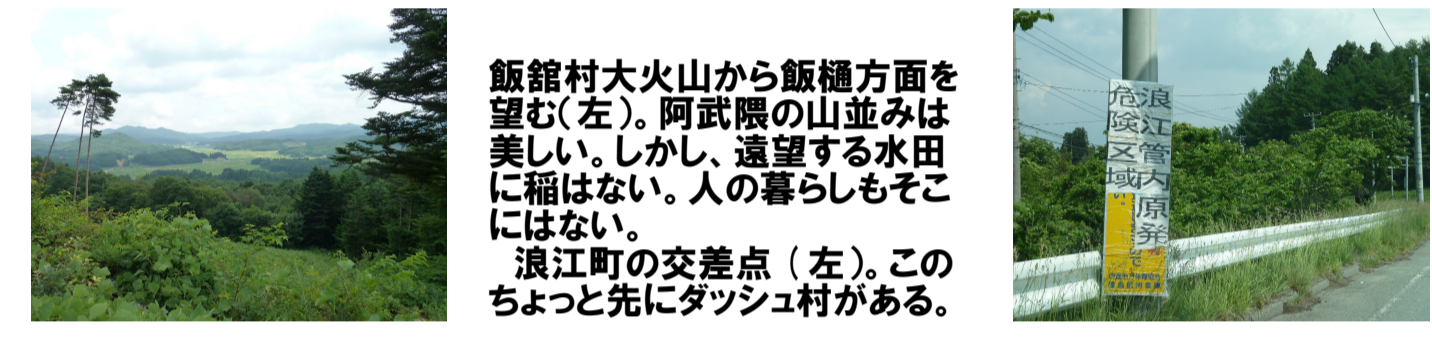 飯舘村大火山から飯樋方面を
望む(左)。阿武隈の山並みは
美しい。しかし、遠望する水田
に稲はない。人の暮らしもそこ
にはない。
浪江町の交差点(左)。この
ちょっと先にダッシュ村がある。
浪江管内原発
危険区域